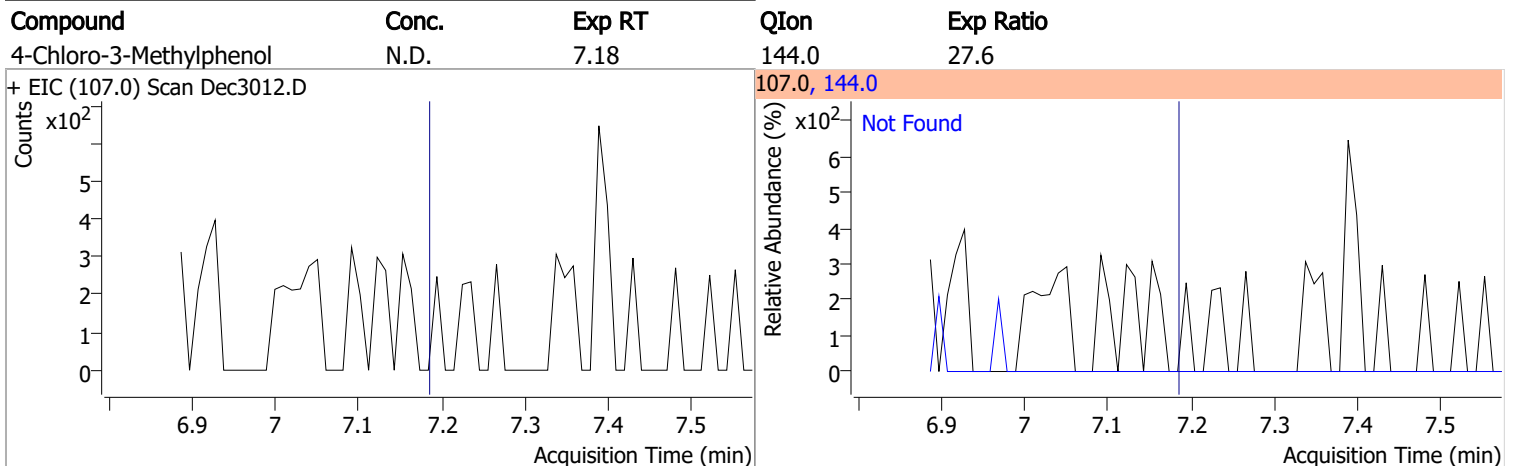 Compound Conc. Exp RT QIon Exp Ratio
4-Chloro-3-Methylphenol N.D. 7.18 144.0 27.6
+ EIC (107.0) Scan Dec3012.D
Counts
x10²
5
4
3
2
1
0
6.9 7 7.1 7.2 7.3 7.4 7.5
Acquisition Time (min)
107.0, 144.0
Relative Abundance (%)
x10²
Not Found
6
5
4
3
2
1
0
6.9 7 7.1 7.2 7.3 7.4 7.5
Acquisition Time (min)